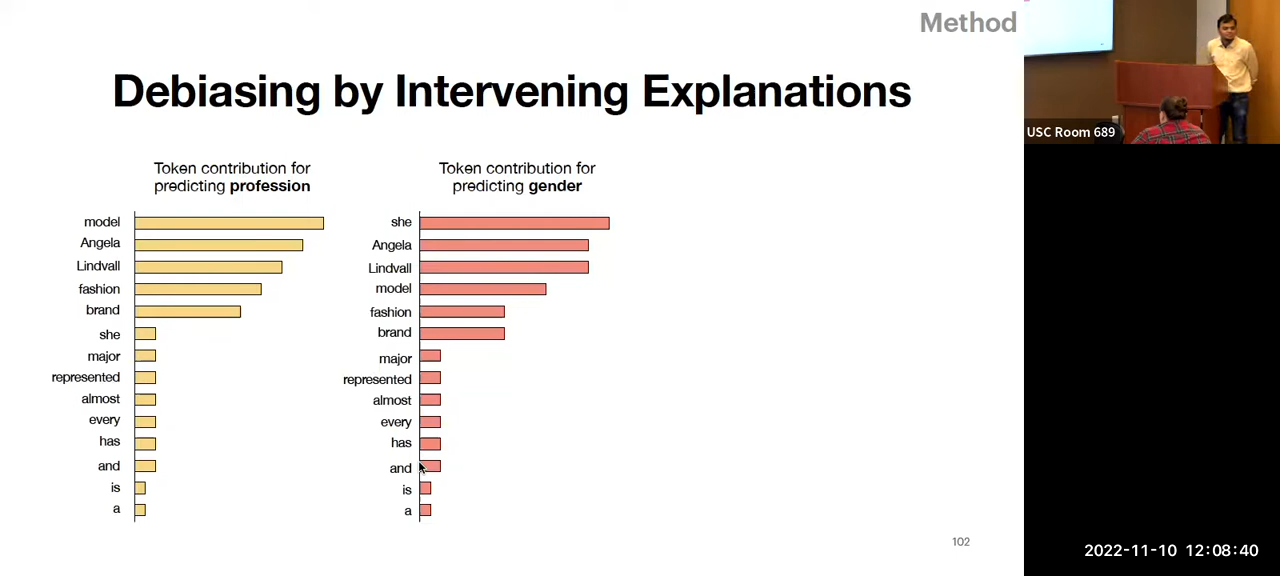 Method
Debiasing by Intervening Explanations
Token contribution for
predicting profession
model
Angela
Lindvall
fashion
brand
she
major
represented
almost
every
has
and
is
a
Token contribution for
predicting gender
she
Angela
Lindvall
model
fashion
brand
major
represented
almost
every
has
and
is
a
102
USC Room 689
2022-11-10 12:08:40